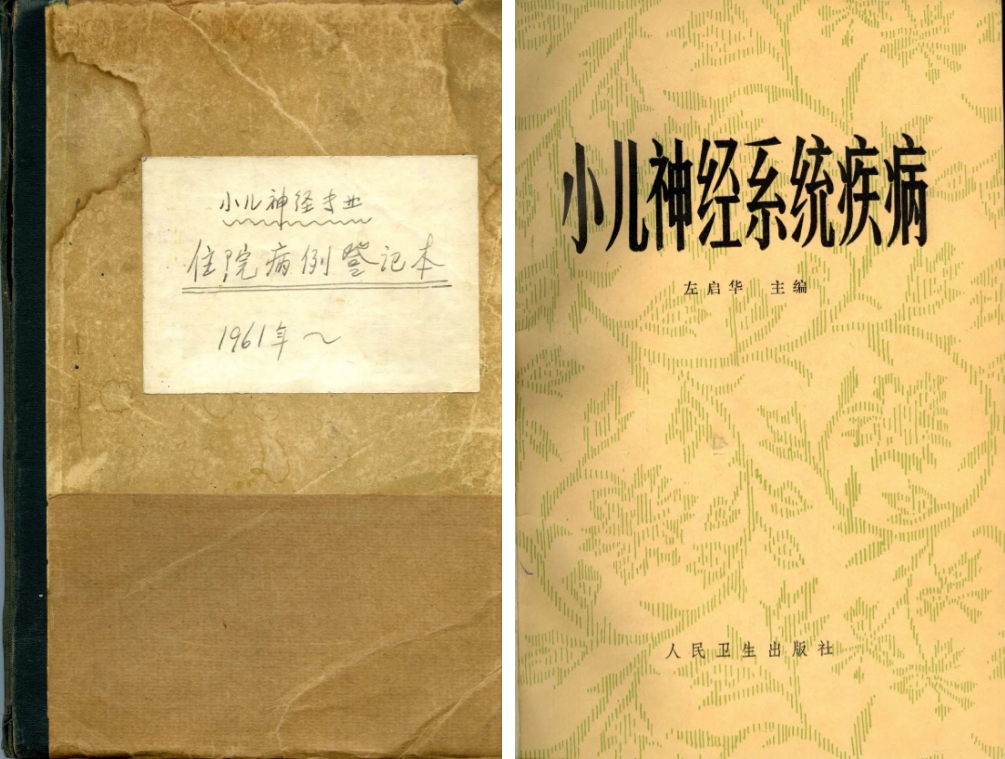 小儿神经专业
住院病例登记本
1961年～
小儿神经系统疾病
左启华 主编
人民卫生出版社